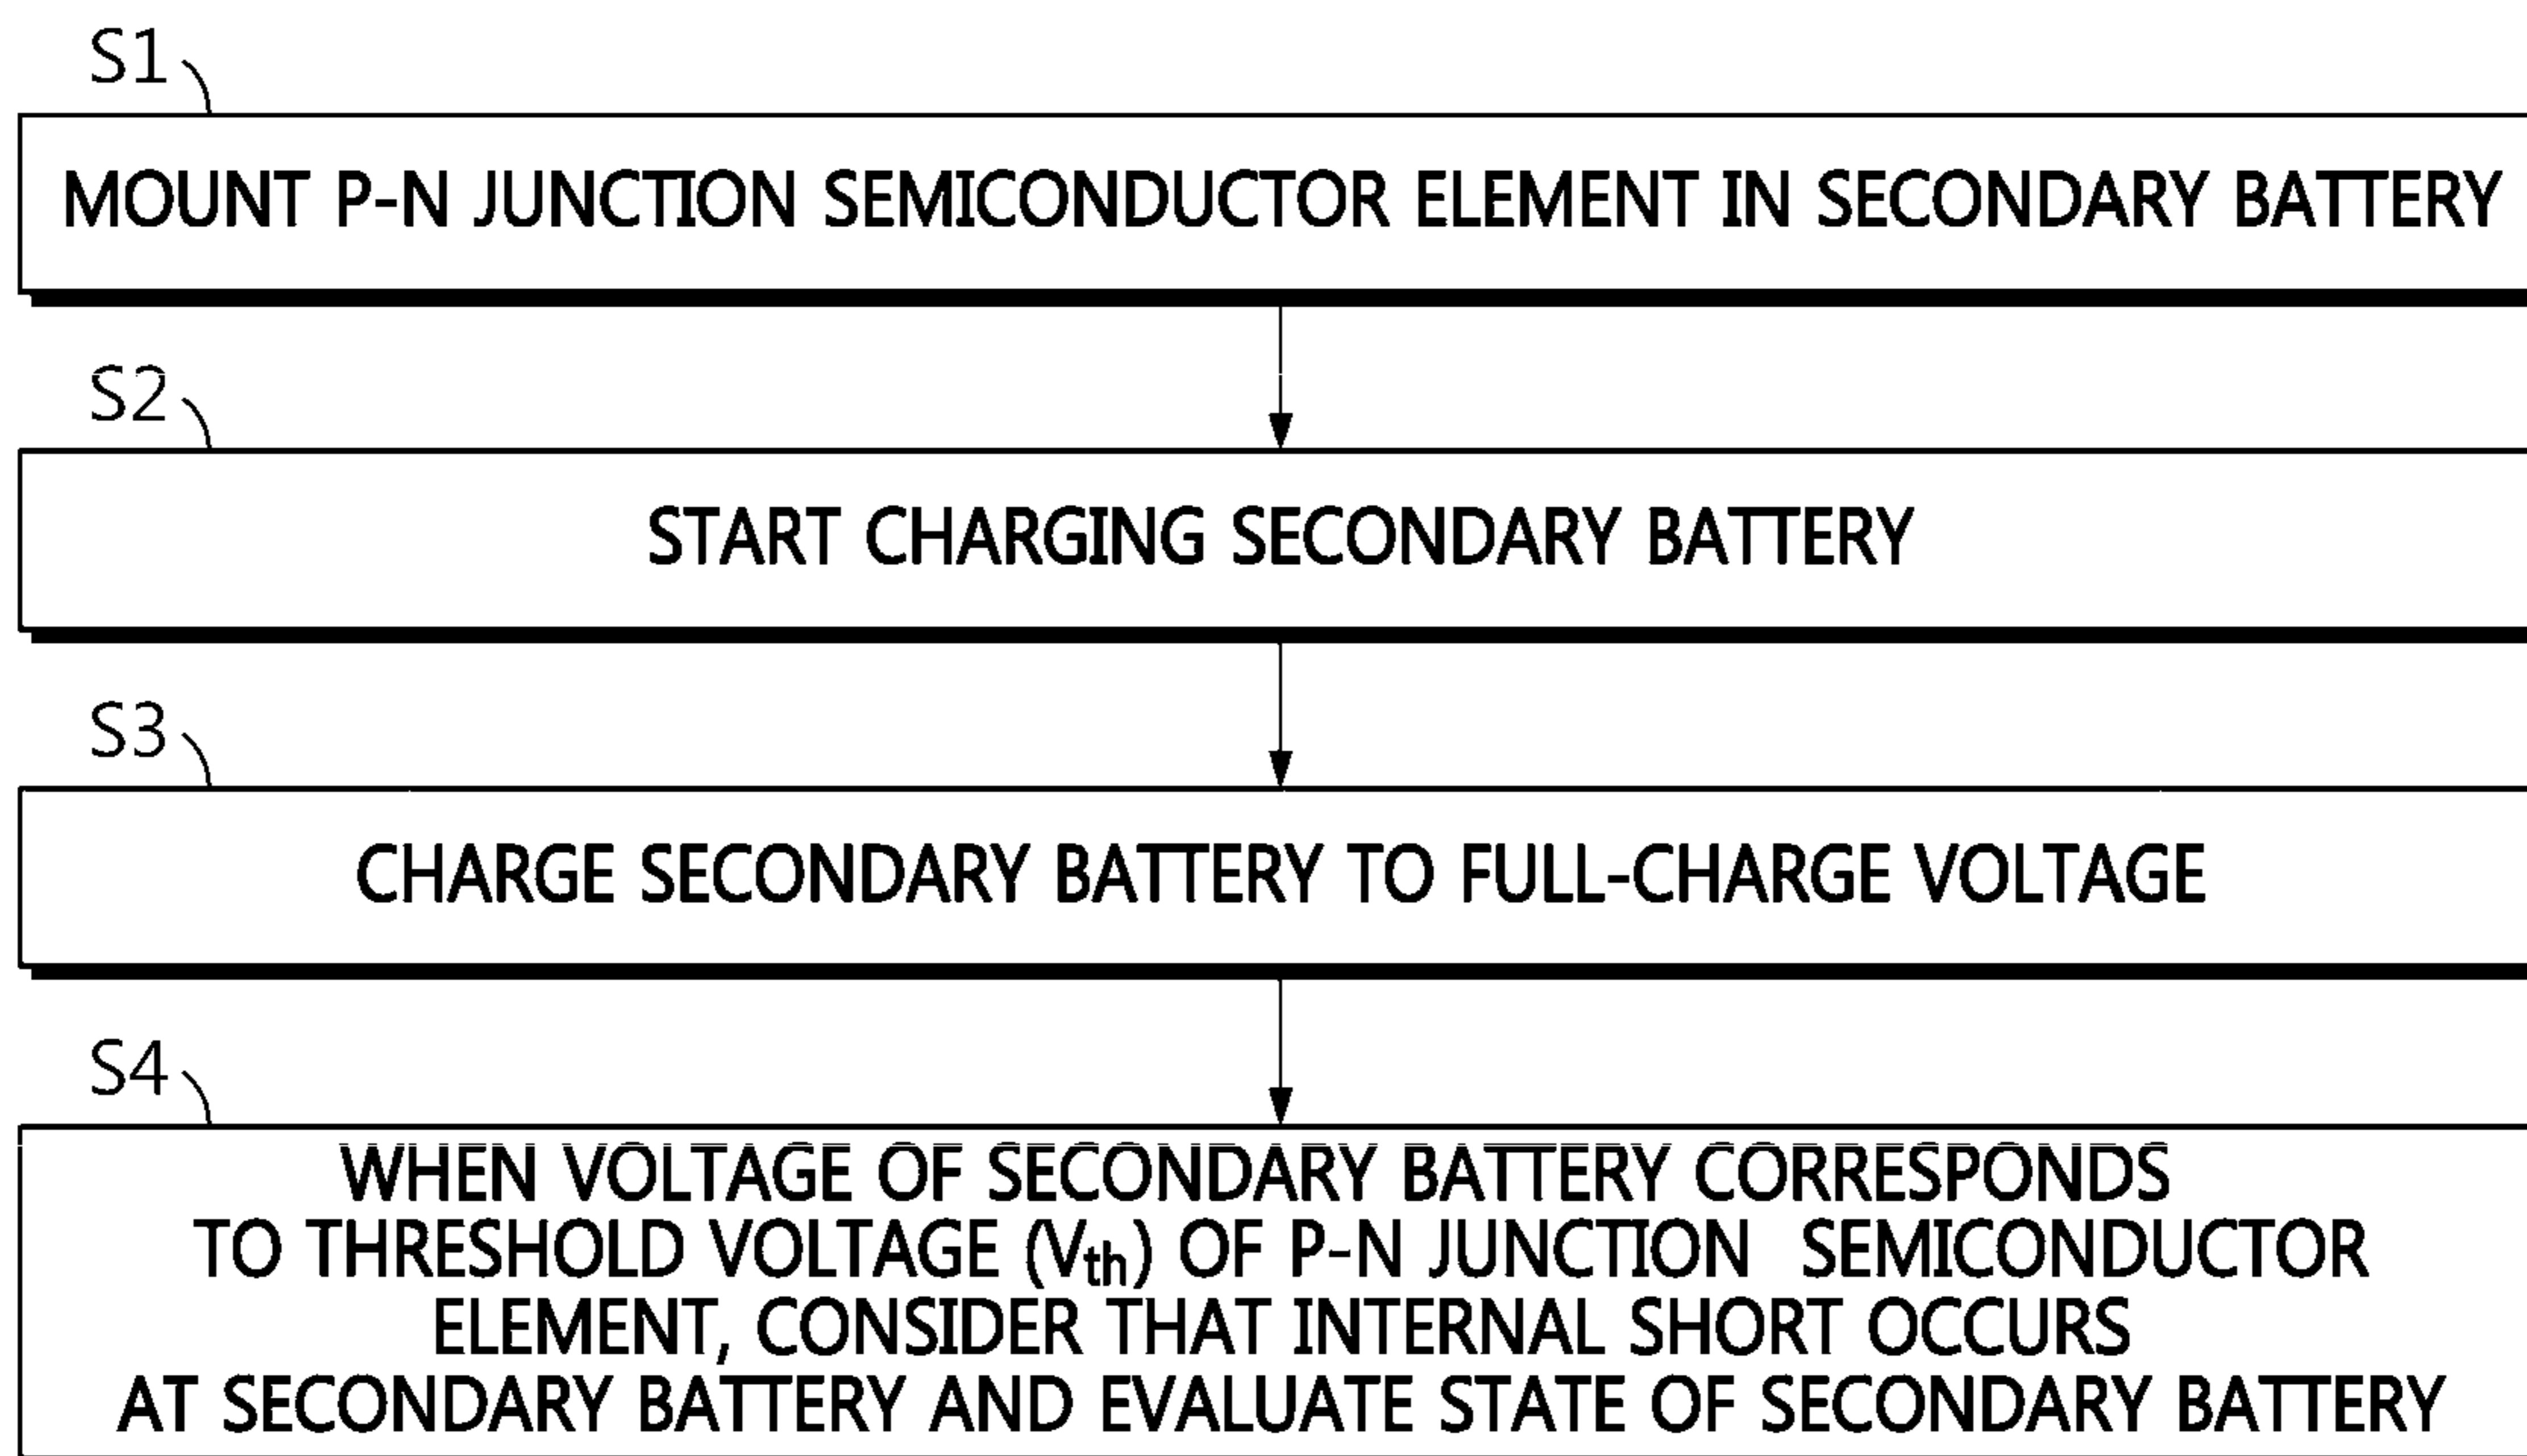 S1
MOUNT P-N JUNCTION SEMICONDUCTOR ELEMENT IN SECONDARY BATTERY
S2
START CHARGING SECONDARY BATTERY
S3
CHARGE SECONDARY BATTERY TO FULL-CHARGE VOLTAGE
S4
WHEN VOLTAGE OF SECONDARY BATTERY CORRESPONDS
TO THRESHOLD VOLTAGE (Vth) OF P-N JUNCTION SEMICONDUCTOR
ELEMENT, CONSIDER THAT INTERNAL SHORT OCCURS
AT SECONDARY BATTERY AND EVALUATE STATE OF SECONDARY BATTERY